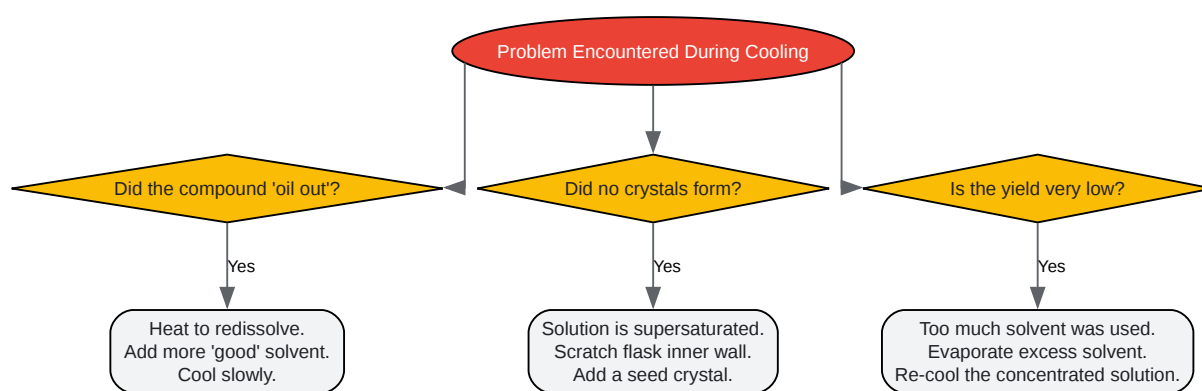 Problem Encountered During Cooling
Did the compound 'oil out'?
Did no crystals form?
Is the yield very low?
Yes
Yes
Yes
Heat to redissolve.
Add more 'good' solvent.
Cool slowly.
Solution is supersaturated.
Scratch flask inner wall.
Add a seed crystal.
Too much solvent was used.
Evaporate excess solvent.
Re-cool the concentrated solution.